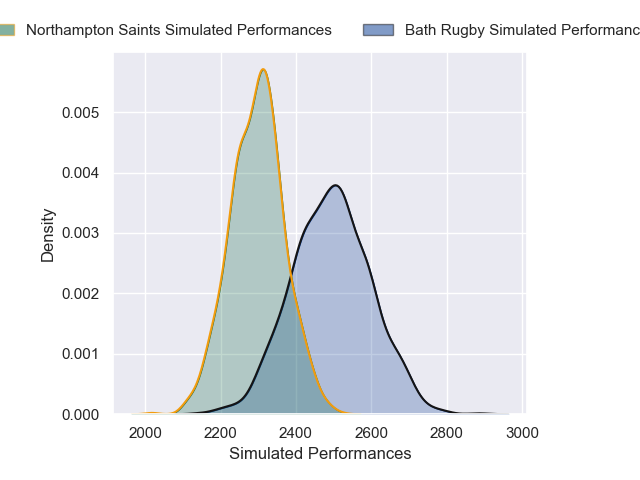 Northampton Saints Simulated Performances
Bath Rugby Simulated Performanc
0.005
0.004
0.003
0.002
0.001
0.000
Density
2000 2200 2400 2600 2800 3000
Simulated Performances